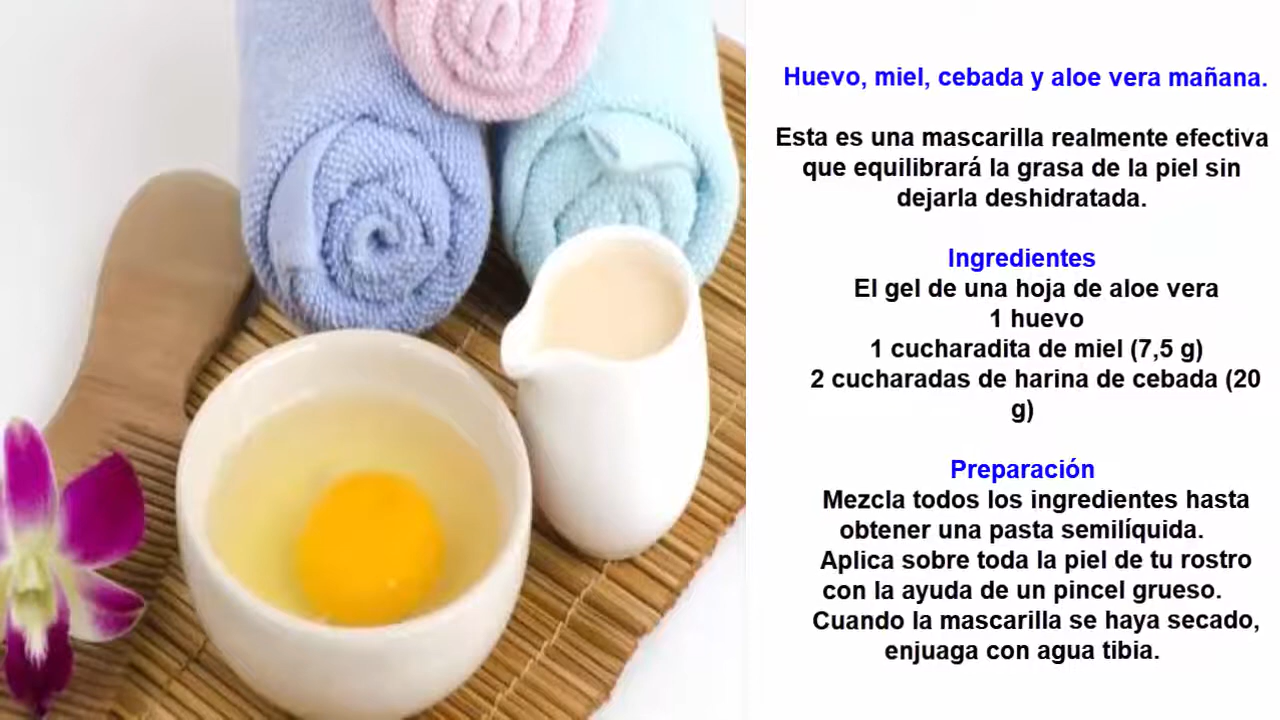 Huevo, miel, cebada y aloe vera mañana.
Esta es una mascarilla realmente efectiva
que equilibrará la grasa de la piel sin
dejarla deshidratada.
Ingredientes
El gel de una hoja de aloe vera
1 huevo
1 cucharadita de miel (7,5 g)
2 cucharadas de harina de cebada (20
g)
Preparación
Mezcla todos los ingredientes hasta
obtener una pasta semilíquida.
Aplica sobre toda la piel de tu rostro
con la ayuda de un pincel grueso.
Cuando la mascarilla se haya secado,
enjuaga con agua tibia.